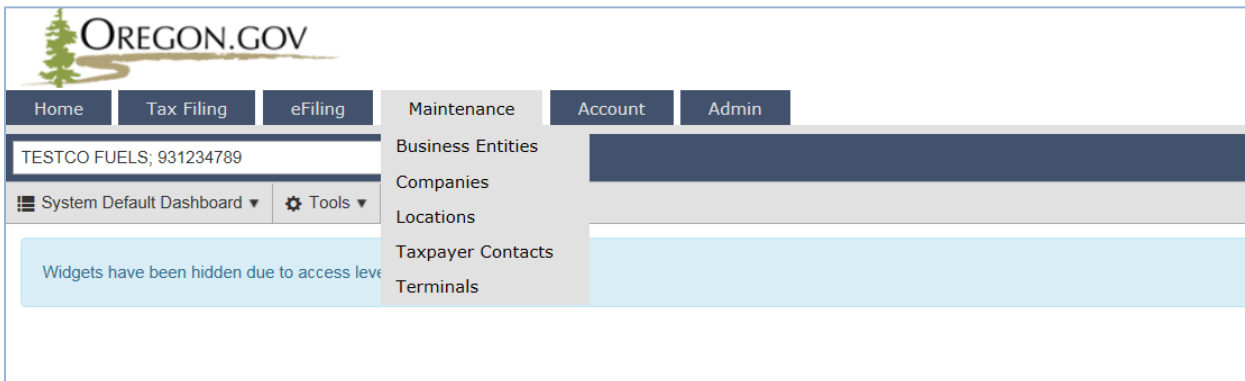 OREGON.GOV
Home Tax Filing eFiling Maintenance Account Admin
TESTCO FUELS; 931234789
Business Entities
Companies
System Default Dashboard Tools
Locations
Taxpayer Contacts
Widgets have been hidden due to access
Terminals